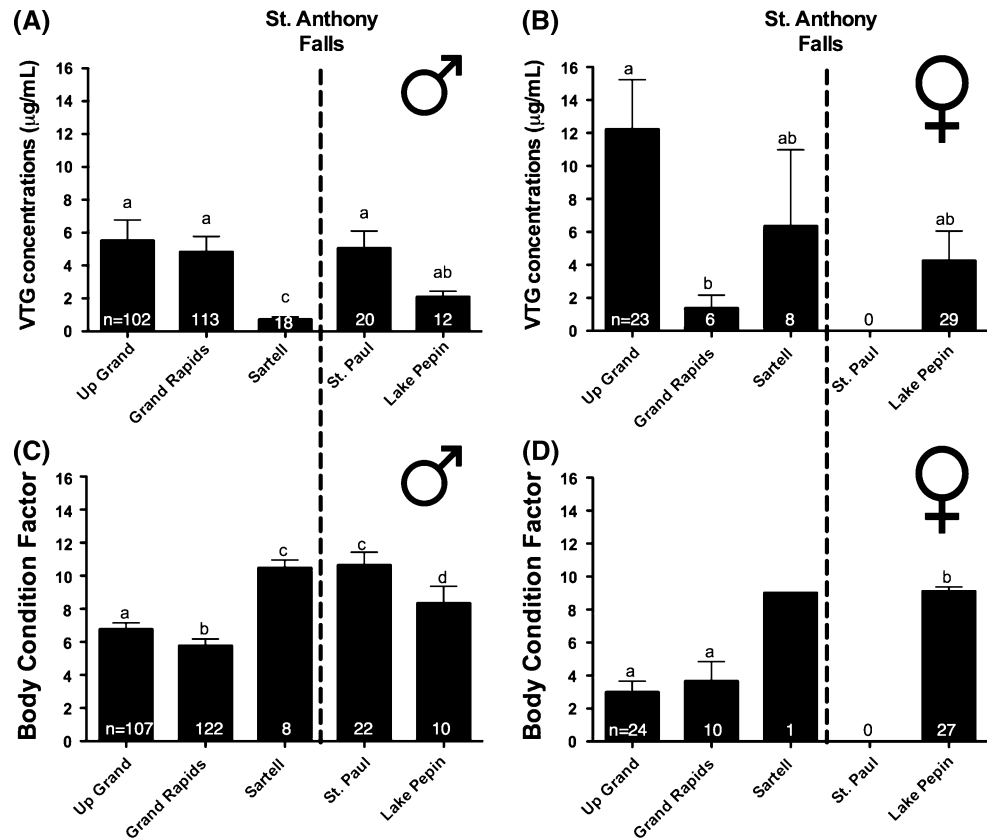 (A)
St. Anthony
Falls
VTG concentrations (µg/mL)
16
14
12
10
8
6
4
2
0
a
a
c
a
ab
n=102
113
18
20
12
Up Grand
Grand Rapids
Sartell
St. Paul
Lake Pepin
(B)
St. Anthony
Falls
VTG concentrations (µg/mL)
16
14
12
10
8
6
4
2
0
a
b
ab
ab
n=23
6
8
0
29
Up Grand
Grand Rapids
Sartell
St. Paul
Lake Pepin
(C)
Body Condition Factor
16
14
12
10
8
6
4
2
0
a
b
c
c
d
n=107
122
8
22
10
Up Grand
Grand Rapids
Sartell
St. Paul
Lake Pepin
(D)
Body Condition Factor
16
14
12
10
8
6
4
2
0
a
a
b
n=24
10
1
0
27
Up Grand
Grand Rapids
Sartell
St. Paul
Lake Pepin